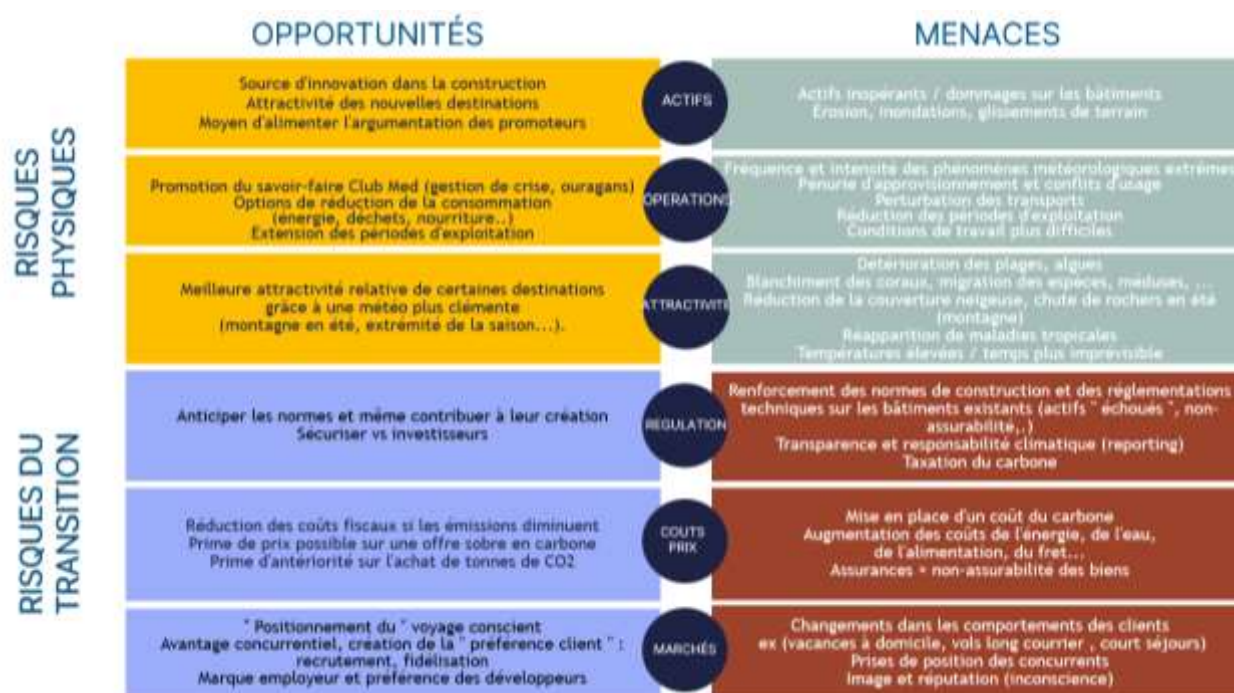 OPPORTUNITÉS
MENACES
RISQUES
PHYSIQUES
Source d'innovation dans la construction
Attractivité des nouvelles destinations
Moyen d'alimenter l'argumentation des promoteurs
ACTIFS
Actifs inopérants / dommages sur les bâtiments
Erosion, inondations, glissements de terrain
Promotion du savoir-faire Club Med (gestion de crise, ouragans)
Options de réduction de la consommation
(énergie, déchets, nourriture..)
Extension des périodes d'exploitation
OPERATIONS
Fréquence et intensité des phénomènes météorologiques extrêmes
Pénurie d'approvisionnement et conflits d'usage
Perturbation des transports
Réduction des périodes d'exploitation
Conditions de travail plus difficiles
Meilleure attractivité relative de certaines destinations
grâce à une météo plus clémente
(montagne en été, extrémité de la saison...).
ATTRACTIVITE
Détérioration des plages, algues
Blanchiment des coraux, migration des espèces, méduses, ...
Réduction de la couverture neigeuse, chute de rochers en été
(montagne)
Réapparition de maladies tropicales
Températures élevées / temps plus imprévisible
RISQUES DU
TRANSITION
Anticiper les normes et même contribuer à leur création
Sécuriser vs investisseurs
REGULATION
Renforcement des normes de construction et des réglementations
techniques sur les bâtiments existants (actifs " échoués ", non-
assurabilité,.)
Transparence et responsabilité climatique (reporting)
Taxation du carbone
Réduction des coûts fiscaux si les émissions diminuent
Prime de prix possible sur une offre sobre en carbone
Prime d'antériorité sur l'achat de tonnes de CO2
COUTS
PRIX
Mise en place d'un coût du carbone
Augmentation des coûts de l'énergie, de l'eau,
de l'alimentation, du fret...
Assurances + non-assurabilité des biens
" Positionnement du " voyage conscient
Avantage concurrentiel, création de la " préférence client " :
recrutement, fidélisation
Marque employeur et préférence des développeurs
MARCHÉS
Changements dans les comportements des clients
ex (vacances à domicile, vols long courrier , court séjours)
Prises de position des concurrents
Image et réputation (inconscience)